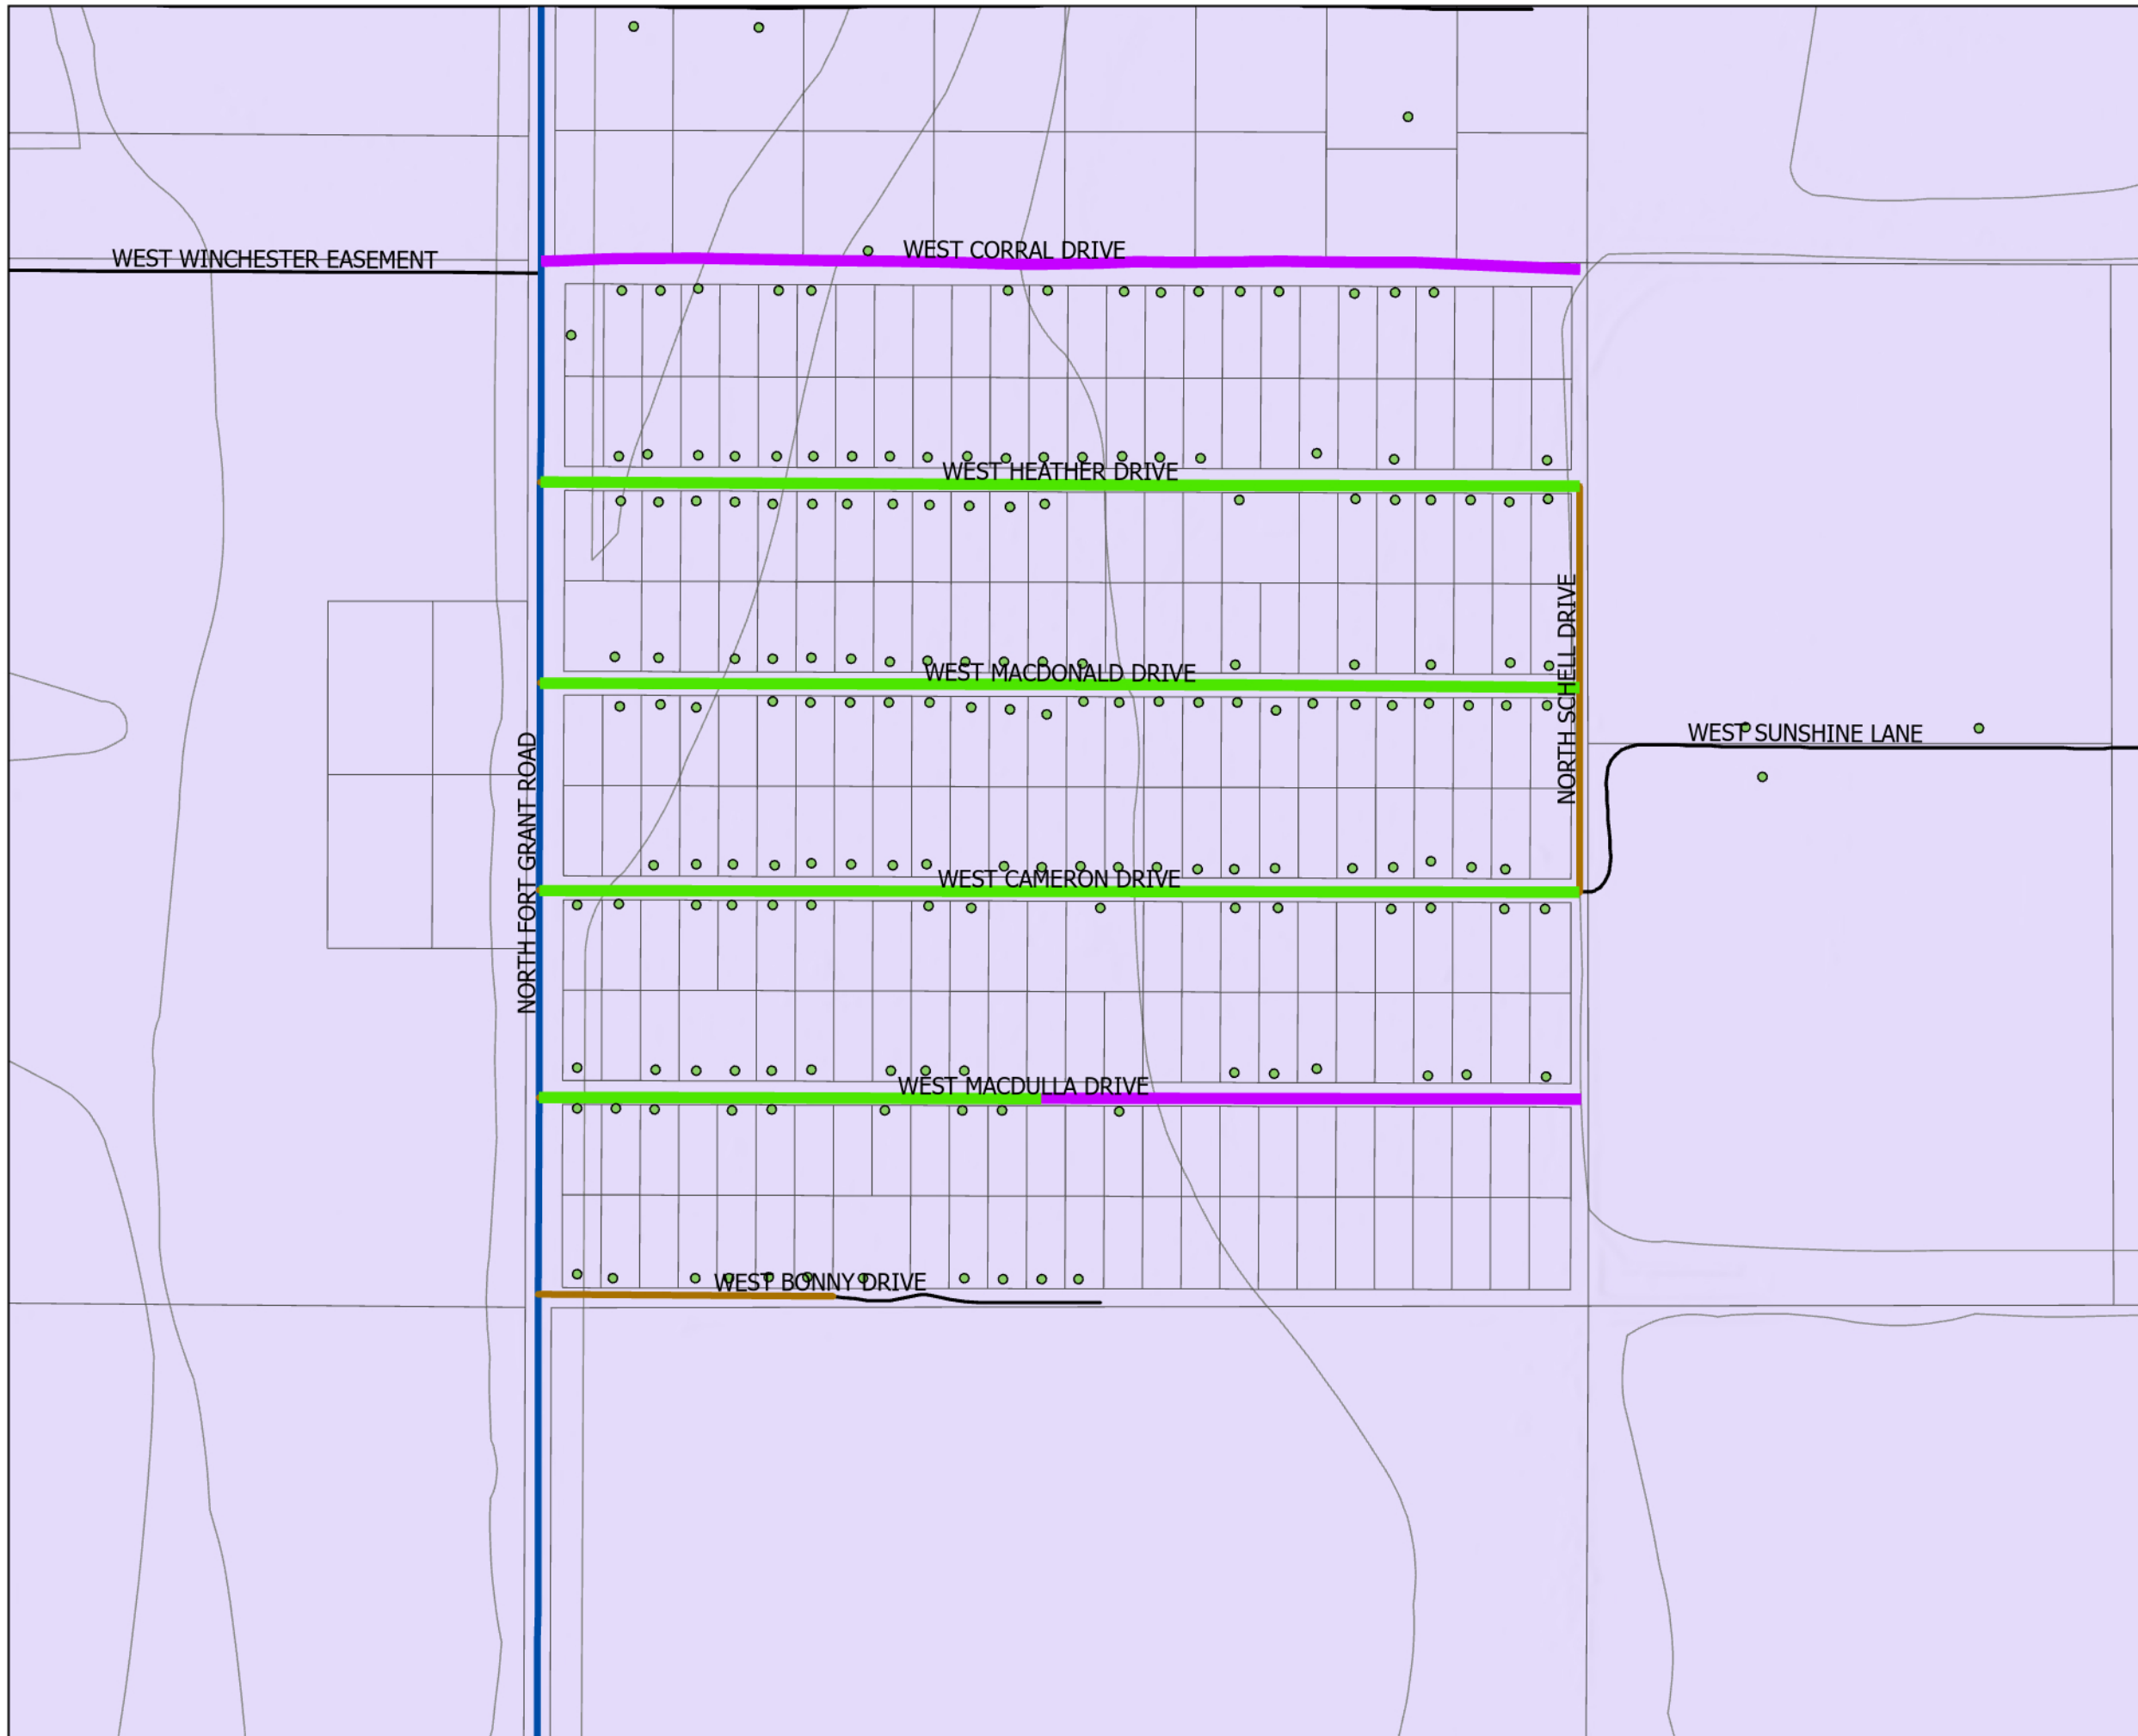 WEST CORRAL DRIVE
WEST WINCHESTER EASEMENT
WEST HEATHER DRIVE
WEST MACDONALD DRIVE
NORTH SCHELL DRIVE
WEST SUNSHINE LANE
NORTH FORT GRANT ROAD
WEST CAMERON DRIVE
WEST MACDULLA DRIVE
WEST BONNY DRIVE